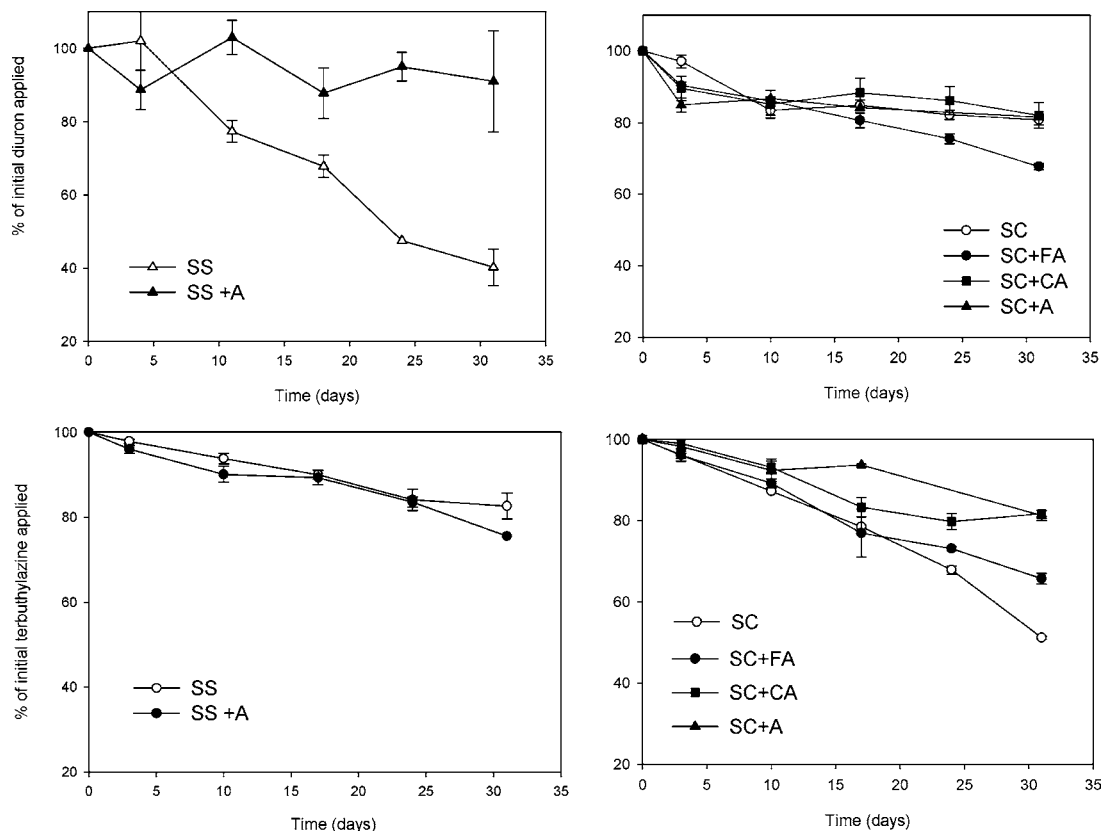 % of initial diuron applied
100
80
60
40
20
0 5 10 15 20 25 30 35
Time (days)
SS
SS +A
100
80
60
40
20
0 5 10 15 20 25 30 35
Time (days)
SC
SC+FA
SC+CA
SC+A
% of initial terbuthylazine applied
100
80
60
40
20
0 5 10 15 20 25 30 35
Time (days)
SS
SS +A
100
80
60
40
20
0 5 10 15 20 25 30 35
Time (days)
SC
SC+FA
SC+CA
SC+A